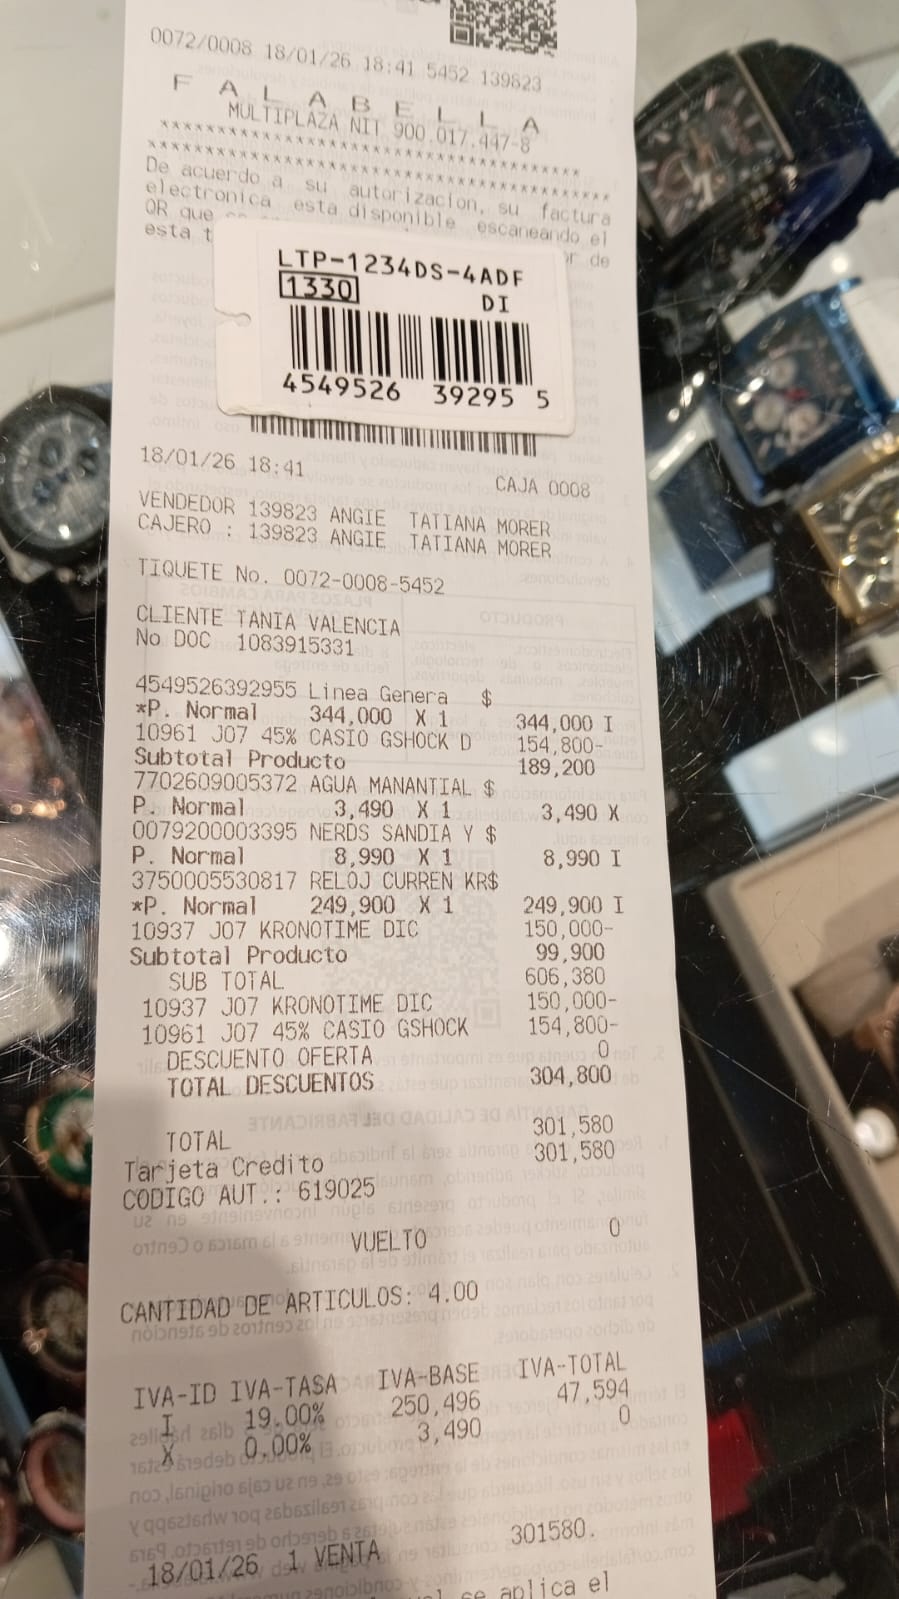 0072/0008 18/01/26 18:41 5452 139823
F A L A B E L L A
MULTIPLAZA NIT 900.017.447-8
****************************************
********************************************
De acuerdo a su autorizacion, su factura
electronica esta disponible escaneando el
QR que
esta t de
LTP-1234DS-4ADF
1330 DI
4549526 39295 5
18/01/26 18:41 CAJA 0008
VENDEDOR 139823 ANGIE TATIANA MORER
CAJERO : 139823 ANGIE TATIANA MORER
TIQUETE No. 0072-0008-5452
CLIENTE TANIA VALENCIA
No DOC 1083915331
4549526392955 Linea Genera $
*P. Normal 344,000 X 1 344,000 I
10961 J07 45% CASIO GSHOCK D 154,800-
Subtotal Producto 189,200
7702609005372 AGUA MANANTIAL $
P. Normal 3,490 X 1 3,490 X
0079200003395 NERDS SANDIA Y $
P. Normal 8,990 X 1 8,990 I
3750005530817 RELOJ CURREN KR$
*P. Normal 249,900 X 1 249,900 I
10937 J07 KRONOTIME DIC 150,000-
Subtotal Producto 99,900
SUB TOTAL 606,380
10937 J07 KRONOTIME DIC 150,000-
10961 J07 45% CASIO GSHOCK 154,800-
DESCUENTO OFERTA 0
TOTAL DESCUENTOS 304,800
TOTAL 301,580
Tarjeta Credito 301,580
CODIGO AUT.: 619025
VUELTO 0
CANTIDAD DE ARTICULOS: 4.00
IVA-ID IVA-TASA IVA-BASE IVA-TOTAL
I 19.00% 250,496 47,594
X 0.00% 3,490 0
18/01/26 1 VENTA 301580.
se aplica el